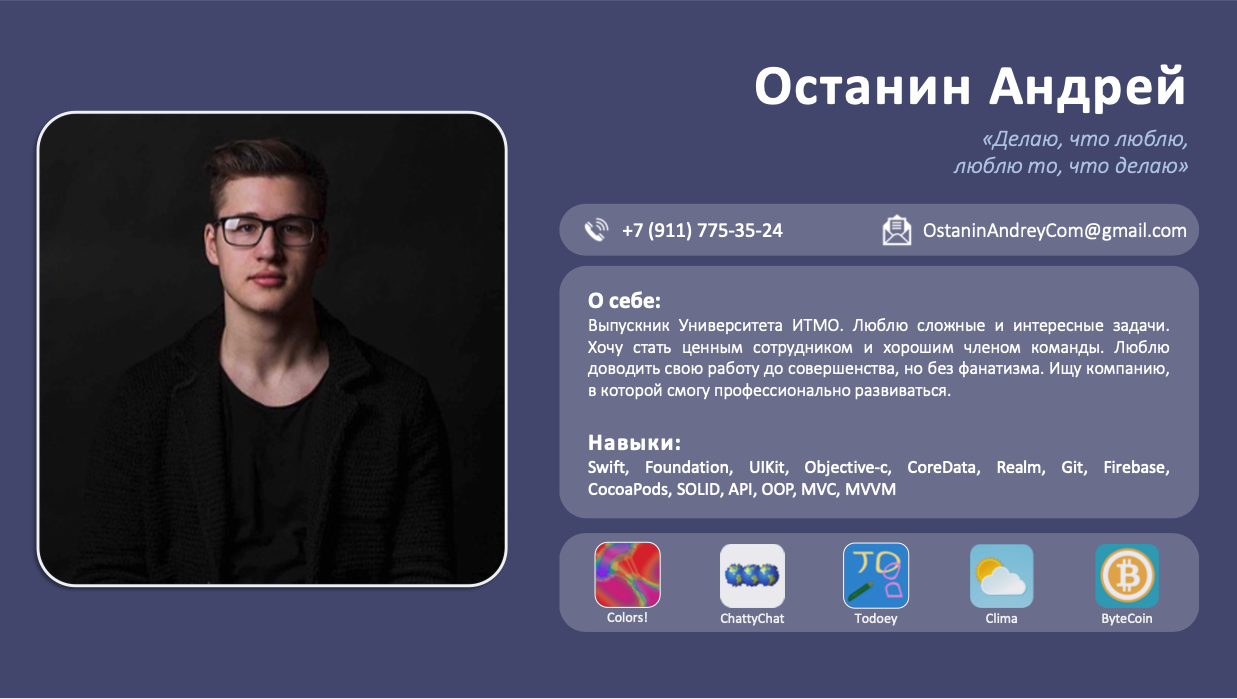 Останин Андрей
«Делаю, что люблю,
люблю то, что делаю»
+7 (911) 775-35-24
OstaninAndreyCom@gmail.com
О себе:
Выпускник Университета ИТМО. Люблю сложные и интересные задачи.
Хочу стать ценным сотрудником и хорошим членом команды. Люблю
доводить свою работу до совершенства, но без фанатизма. Ищу компанию,
в которой смогу профессионально развиваться.
Навыки:
Swift, Foundation, UIKit, Objective-c, CoreData, Realm, Git, Firebase,
CocoaPods, SOLID, API, OOP, MVC, MVVM
TOD
Colors!
ChattyChat
Todoey
Clima
ByteCoin